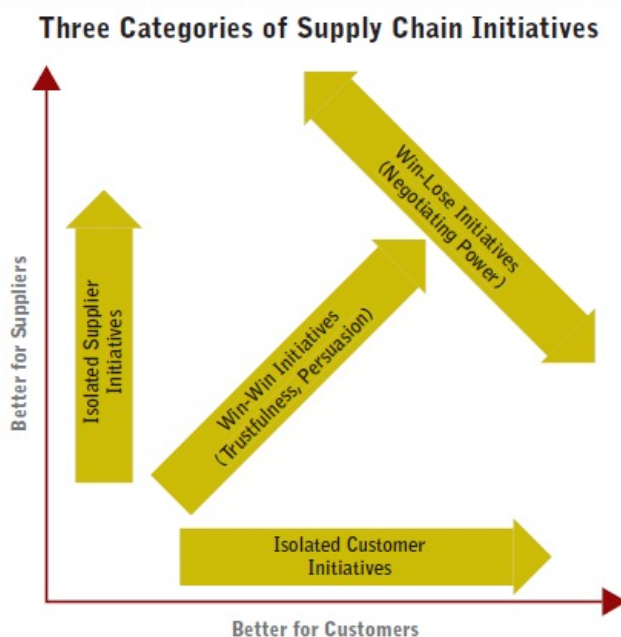 Three Categories of Supply Chain Initiatives
Better for Suppliers
Isolated Supplier
Initiatives
Win-Win Initiatives
(Trustfulness, Persuasion)
Win-Lose Initiatives
(Negotiating Power)
Isolated Customer
Initiatives
Better for Customers